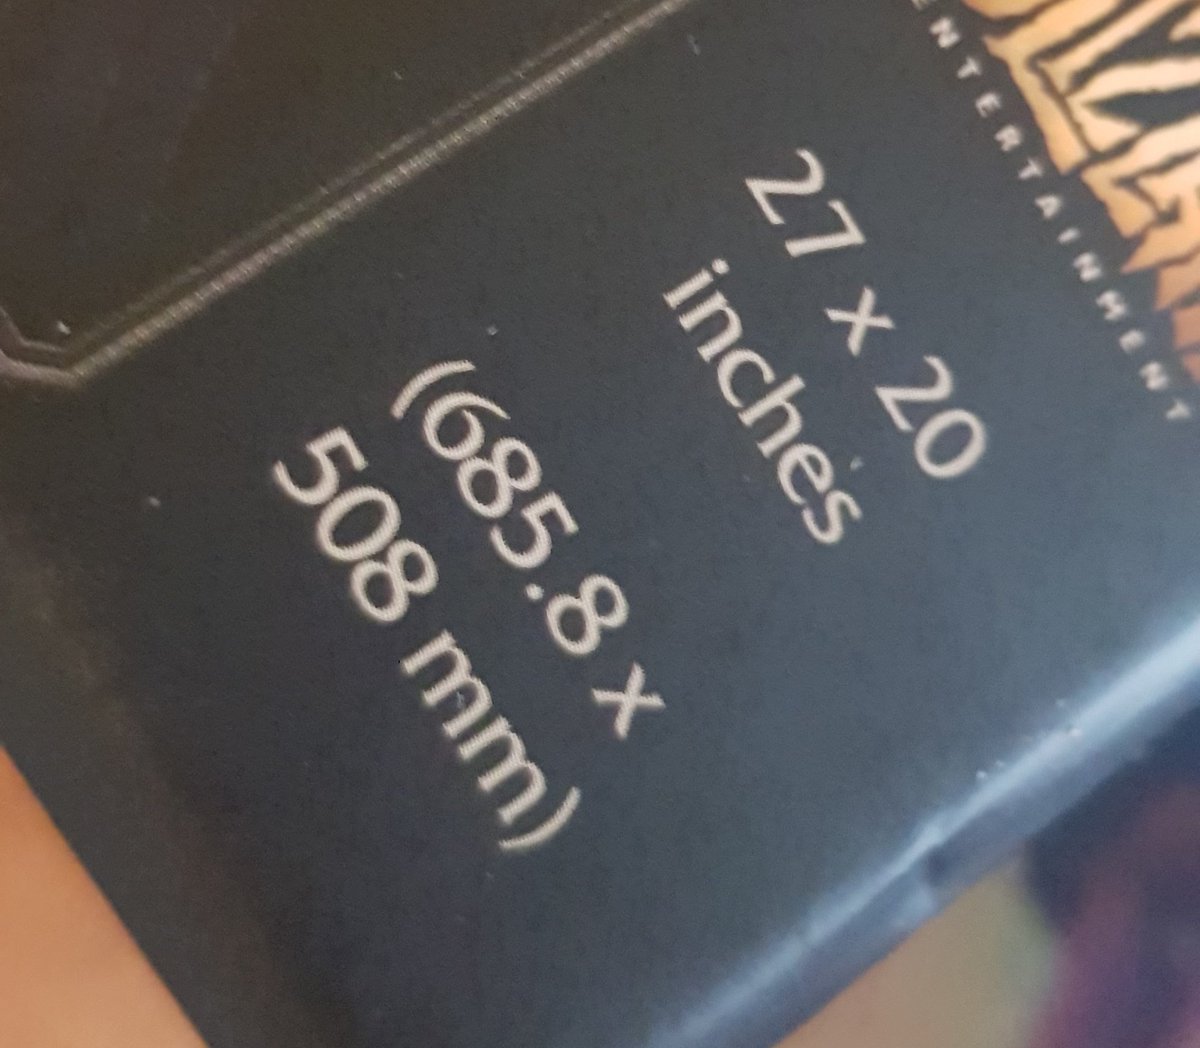 ENTERTAINMENT
27 x 20
inches
(685.8 x
508 mm)